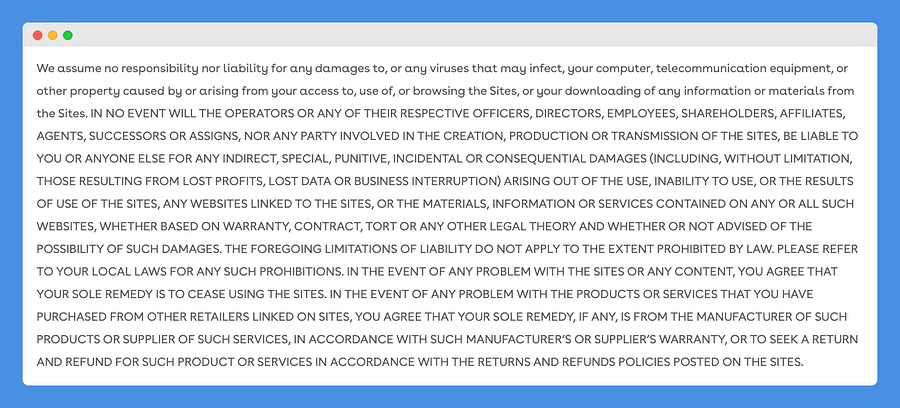 We assume no responsibility nor liability for any damages to, or any viruses that may infect, your computer, telecommunication equipment, or
other property caused by or arising from your access to, use of, or browsing the Sites, or your downloading of any information or materials from
the Sites. IN NO EVENT WILL THE OPERATORS OR ANY OF THEIR RESPECTIVE OFFICERS, DIRECTORS, EMPLOYEES, SHAREHOLDERS, AFFILIATES,
AGENTS, SUCCESSORS OR ASSIGNS, NOR ANY PARTY INVOLVED IN THE CREATION, PRODUCTION OR TRANSMISSION OF THE SITES, BE LIABLE TO
YOU OR ANYONE ELSE FOR ANY INDIRECT, SPECIAL, PUNITIVE, INCIDENTAL OR CONSEQUENTIAL DAMAGES (INCLUDING, WITHOUT LIMITATION,
THOSE RESULTING FROM LOST PROFITS, LOST DATA OR BUSINESS INTERRUPTION) ARISING OUT OF THE USE, INABILITY TO USE, OR THE RESULTS
OF USE OF THE SITES, ANY WEBSITES LINKED TO THE SITES, OR THE MATERIALS, INFORMATION OR SERVICES CONTAINED ON ANY OR ALL SUCH
WEBSITES, WHETHER BASED ON WARRANTY, CONTRACT, TORT OR ANY OTHER LEGAL THEORY AND WHETHER OR NOT ADVISED OF THE
POSSIBILITY OF SUCH DAMAGES. THE FOREGOING LIMITATIONS OF LIABILITY DO NOT APPLY TO THE EXTENT PROHIBITED BY LAW. PLEASE REFER
TO YOUR LOCAL LAWS FOR ANY SUCH PROHIBITIONS. IN THE EVENT OF ANY PROBLEM WITH THE SITES OR ANY CONTENT, YOU AGREE THAT
YOUR SOLE REMEDY IS TO CEASE USING THE SITES. IN THE EVENT OF ANY PROBLEM WITH THE PRODUCTS OR SERVICES THAT YOU HAVE
PURCHASED FROM OTHER RETAILERS LINKED ON SITES, YOU AGREE THAT YOUR SOLE REMEDY, IF ANY, IS FROM THE MANUFACTURER OF SUCH
PRODUCTS OR SUPPLIER OF SUCH SERVICES, IN ACCORDANCE WITH SUCH MANUFACTURER'S OR SUPPLIER'S WARRANTY, OR TO SEEK A RETURN
AND REFUND FOR SUCH PRODUCT OR SERVICES IN ACCORDANCE WITH THE RETURNS AND REFUNDS POLICIES POSTED ON THE SITES.